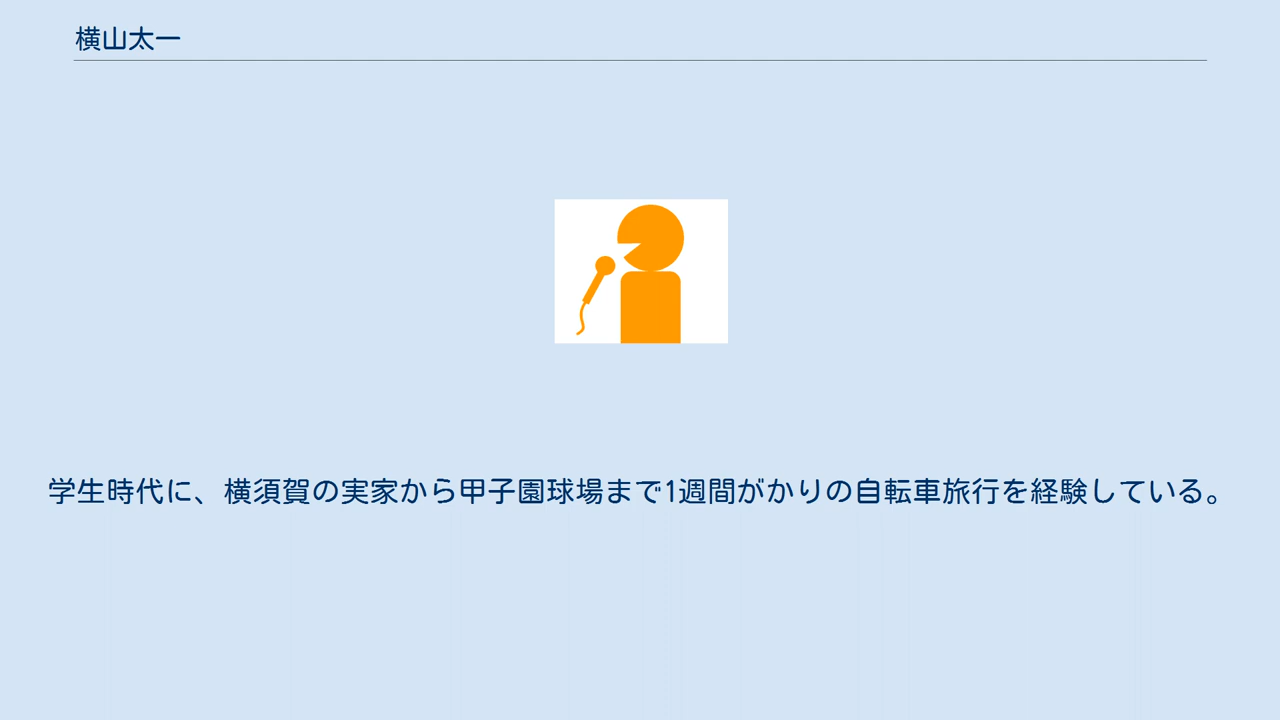 横山太一
学生時代に、横須賀の実家から甲子園球場まで1週間がかりの自転車旅行を経験している。